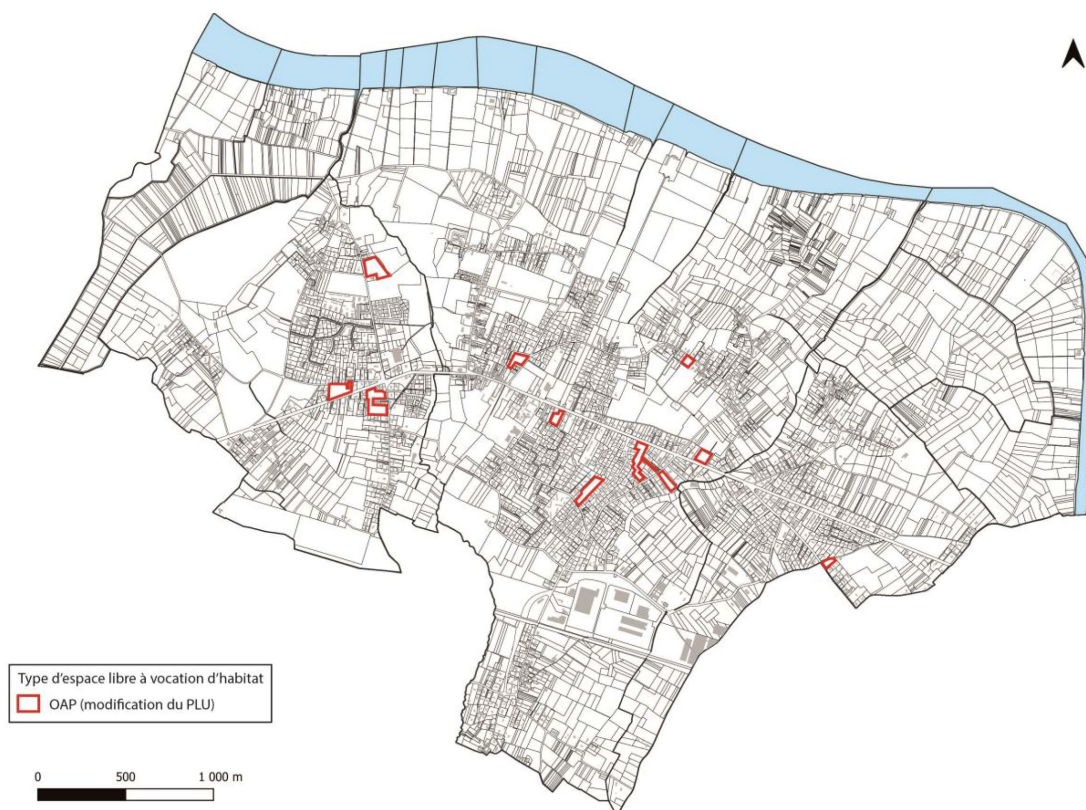 Type d'espace libre à vocation d'habitat
OAP (modification du PLU)
0 500 1 000 m